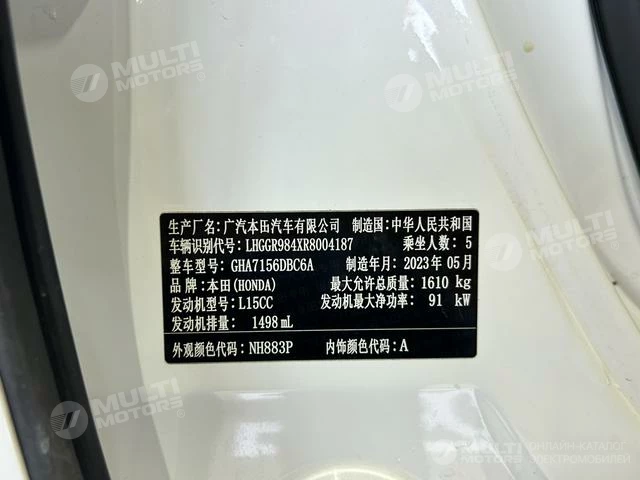 MULTI
MOTORS®
MULTI
MOTORS®
生产厂名：广汽本田汽车有限公司 制造国：中华人民共和国
车辆识别代号：LHGGR984XR8004187 乘坐人数：5
整车型号：GHA7156DBC6A 制造年月：2023年05月
品牌：本田(HONDA) 最大允许总质量：1610 kg
发动机型号：L15CC 发动机最大净功率：91 kW
发动机排量：1498 mL
外观颜色代码：NH883P 内饰颜色代码：A
MULTI
MOTORS®
MULTI
MOTORS
ОНЛАЙН-КАТАЛОГ
ЭЛЕКТРОМОБИЛЕЙ